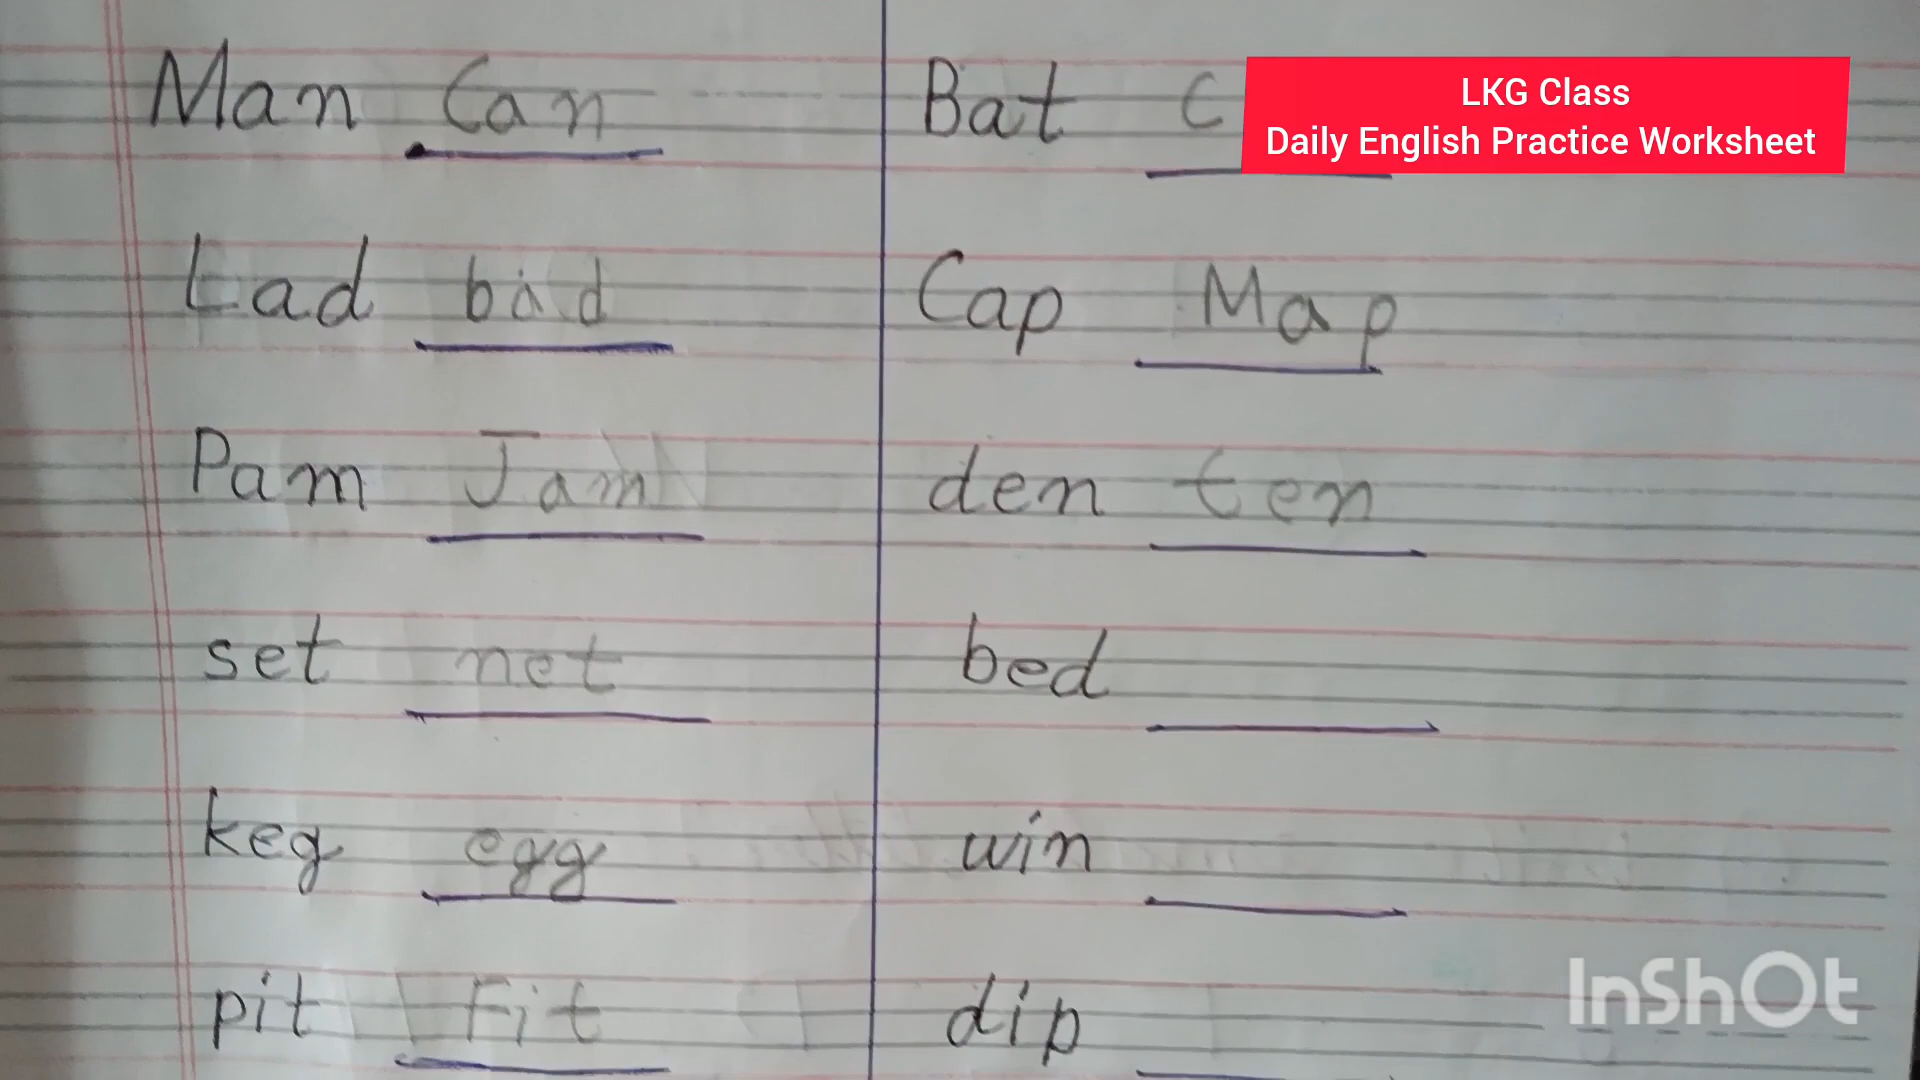 Man Can Bat C
LKG Class
Daily English Practice Worksheet
Lad bad Cap Map
Pam Jam den ten
set net bed
keg egg win
pit Fit dip
InShOt